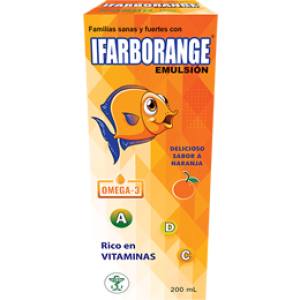 Familias sanas y fuertes con
IFARBORANGE®
EMULSIÓN
DELICIOSO
SABOR A
NARANJA
OMEGA-3
A
D
C
Rico en
VITAMINAS
200 mL